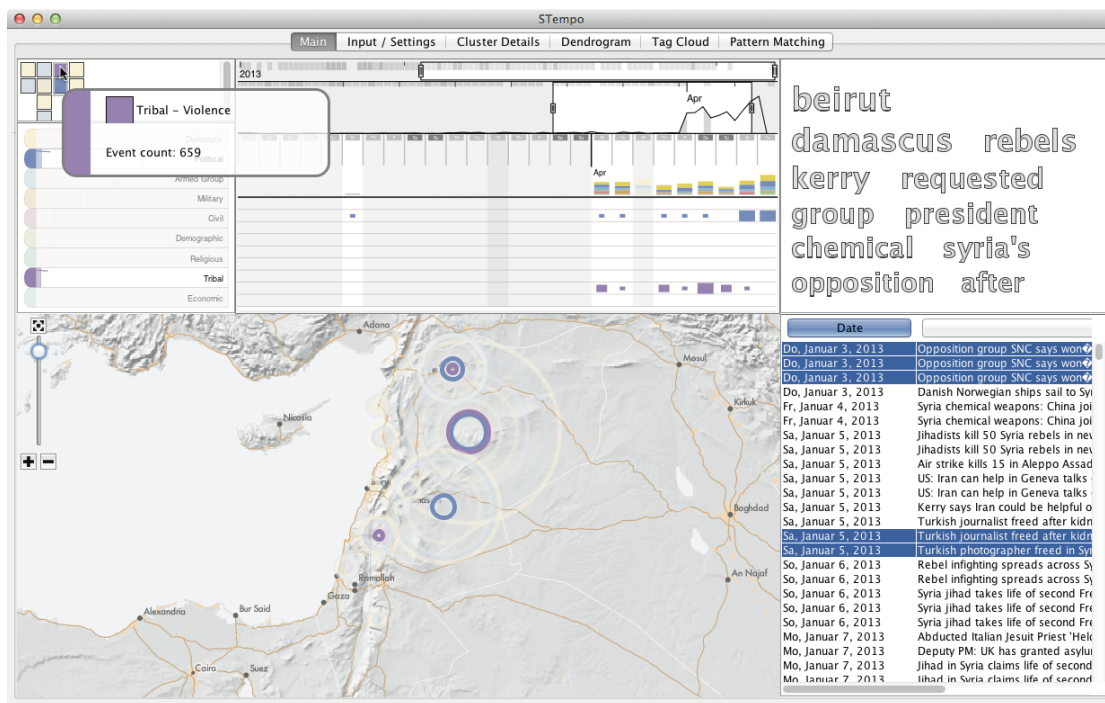 STempo
Main
Input / Settings
Cluster Details
Dendrogram
Tag Cloud
Pattern Matching
2013
Apr
Tribal – Violence
Event count: 659
Diplomatic
Political
Armed Group
Military
Civil
Demographic
Religious
Tribal
Economic
Apr
beirut
damascus rebels
kerry requested
group president
chemical syria's
opposition after
Adana
Mosul
Nicosia
Kirkuk
Baghdad
An Najaf
Ramallah
Gaza
Alexandria
Bur Said
Cairo
Suez
Date
Do, Januar 3, 2013 Opposition group SNC says won�
Do, Januar 3, 2013 Opposition group SNC says won�
Do, Januar 3, 2013 Opposition group SNC says won�
Do, Januar 3, 2013 Danish Norwegian ships sail to Syr
Fr, Januar 4, 2013 Syria chemical weapons: China joi
Fr, Januar 4, 2013 Syria chemical weapons: China joi
Sa, Januar 5, 2013 Jihadists kill 50 Syria rebels in new
Sa, Januar 5, 2013 Jihadists kill 50 Syria rebels in new
Sa, Januar 5, 2013 Air strike kills 15 in Aleppo Assad
Sa, Januar 5, 2013 US: Iran can help in Geneva talks
Sa, Januar 5, 2013 US: Iran can help in Geneva talks
Sa, Januar 5, 2013 Kerry says Iran could be helpful o
Sa, Januar 5, 2013 Turkish journalist freed after kidn
Sa, Januar 5, 2013 Turkish journalist freed after kidn
Sa, Januar 5, 2013 Turkish photographer freed in Syr
So, Januar 6, 2013 Rebel infighting spreads across Sy
So, Januar 6, 2013 Rebel infighting spreads across Sy
So, Januar 6, 2013 Syria jihad takes life of second Fre
So, Januar 6, 2013 Syria jihad takes life of second Fre
So, Januar 6, 2013 Syria jihad takes life of second Fre
Mo, Januar 7, 2013 Abducted Italian Jesuit Priest 'Held
Mo, Januar 7, 2013 Deputy PM: UK has granted asylu
Mo, Januar 7, 2013 Jihad in Syria claims life of second
Mo, Januar 7, 2013 Jihad in Syria claims life of second